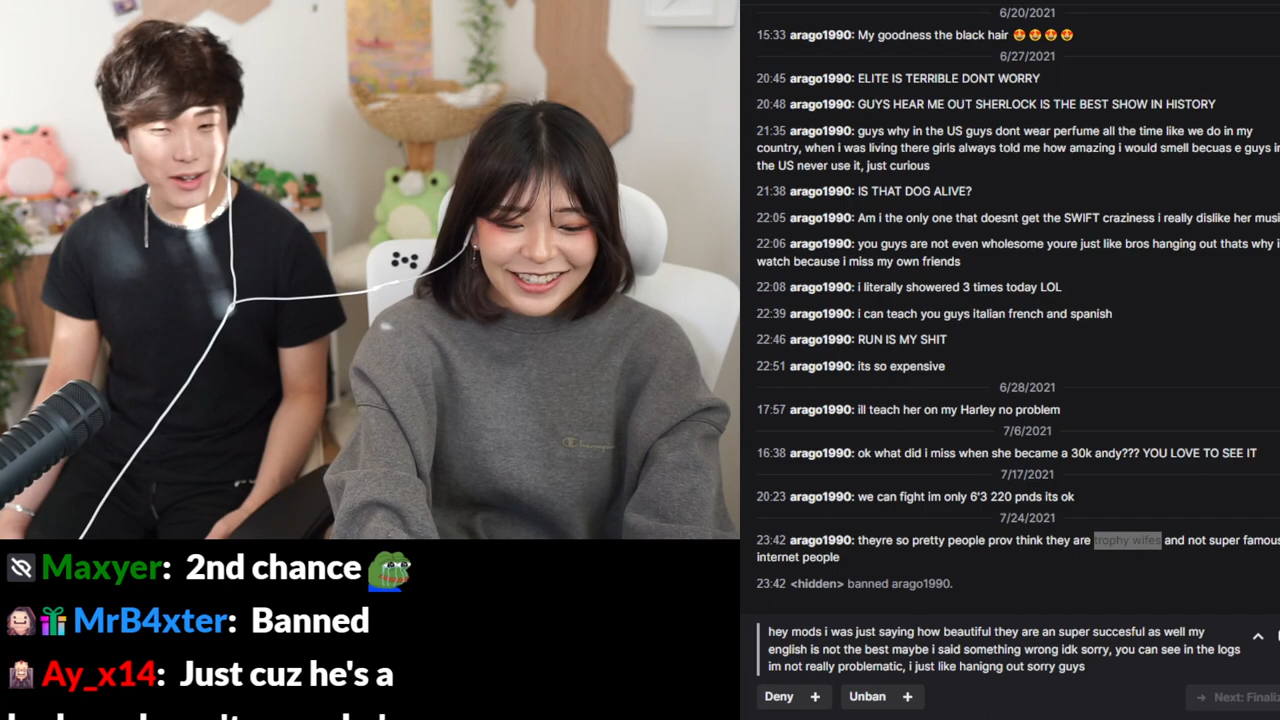 6/20/2021
15:33 arago1990: My goodness the black hair 😍😍😍😍
6/27/2021
20:45 arago1990: ELITE IS TERRIBLE DONT WORRY
20:48 arago1990: GUYS HEAR ME OUT SHERLOCK IS THE BEST SHOW IN HISTORY
21:35 arago1990: guys why in the US guys dont wear perfume all the time like we do in my
country, when i was living there girls always told me how amazing i would smell becuas e guys in
the US never use it, just curious
21:38 arago1990: IS THAT DOG ALIVE?
22:05 arago1990: Am i the only one that doesnt get the SWIFT craziness i really dislike her
22:06 arago1990: you guys are not even wholesome youre just like bros hanging out thats why i
watch because i miss my own friends
22:08 arago1990: i literally showered 3 times today LOL
22:39 arago1990: i can teach you guys italian french and spanish
22:46 arago1990: RUN IS MY SHIT
22:51 arago1990: its so expensive
6/28/2021
17:57 arago1990: ill teach her on my Harley no problem
7/6/2021
16:38 arago1990: ok what did i miss when she became a 30k andy??? YOU LOVE TO SEE IT
7/17/2021
20:23 arago1990: we can fight im only 6'3 220 pnds its ok
7/24/2021
23:42 arago1990: theyre so pretty people prov think they are trophy wifes and not super famous
internet people
23:42 <hidden> banned arago1990.
hey mods i was just saying how beautiful they are an super succesful as well my
english is not the best maybe i said something wrong idk sorry, you can see in the logs
im not really problematic, i just like hanigng out sorry guys
Deny +
Unban +
→ Next:
Champion
Maxyer: 2nd chance
MrB4xter: Banned
Ay_x14: Just cuz he's a